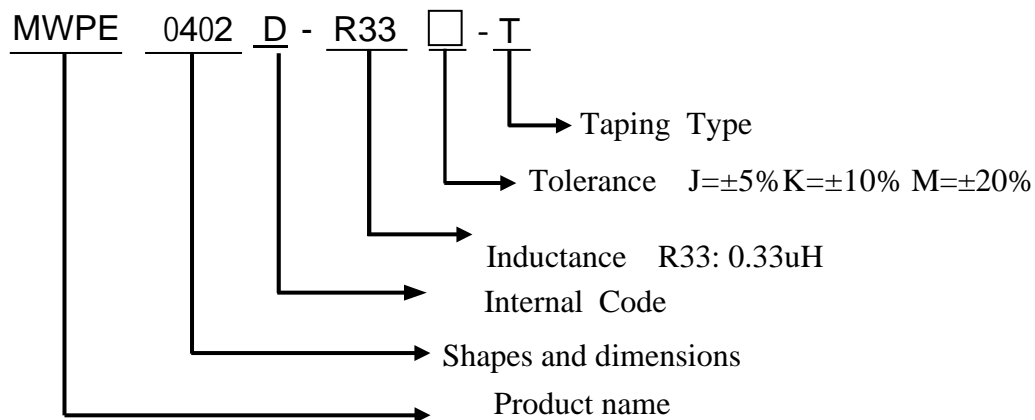 MWPE 0402 D - R33 □ - T
Taping Type
Tolerance J=±5% K=±10% M=±20%
Inductance R33: 0.33uH
Internal Code
Shapes and dimensions
Product name